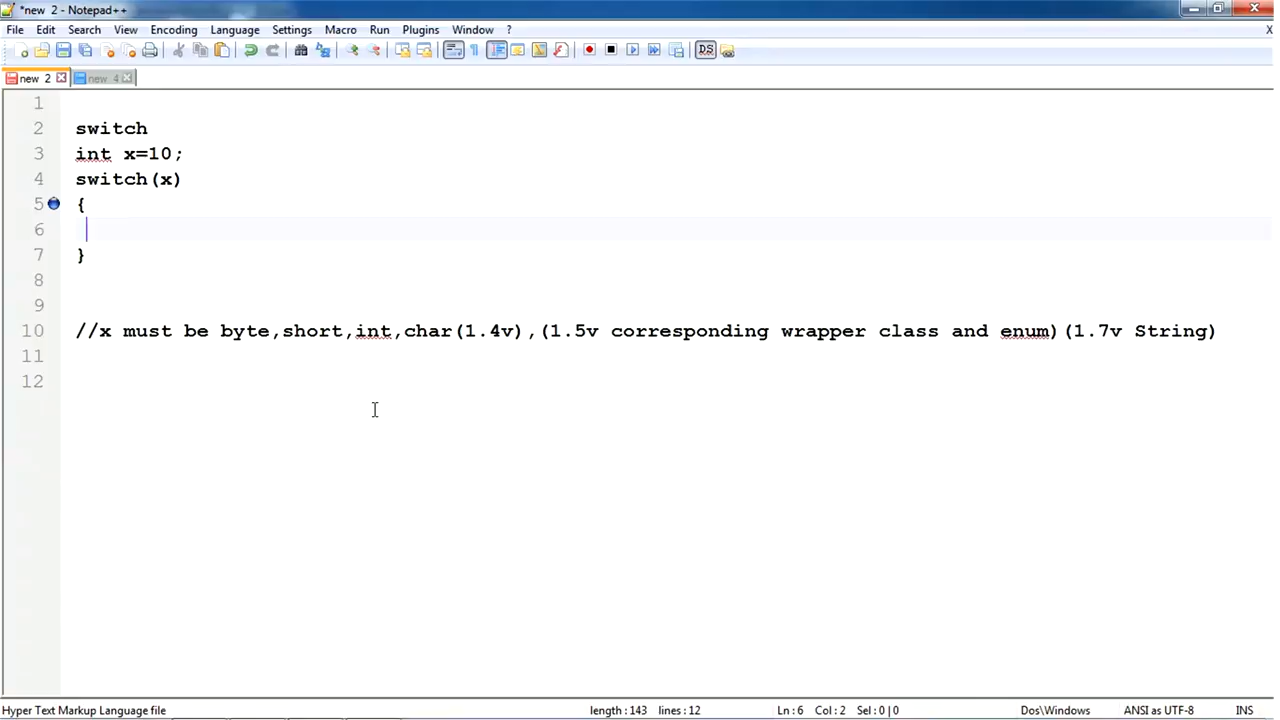 *new 2 - Notepad++
File Edit Search View Encoding Language Settings Macro Run Plugins Window ? X
new 2 new 4
1
2 switch
3 int x=10;
4 switch(x)
5 {
6
7 }
8
9
10 //x must be byte,short,int,char(1.4v),(1.5v corresponding wrapper class and enum)(1.7v String)
11
12
Hyper Text Markup Language file length : 143 lines : 12 Ln : 6 Col : 2 Sel : 0 | 0 Dos\Windows ANSI as UTF-8 INS